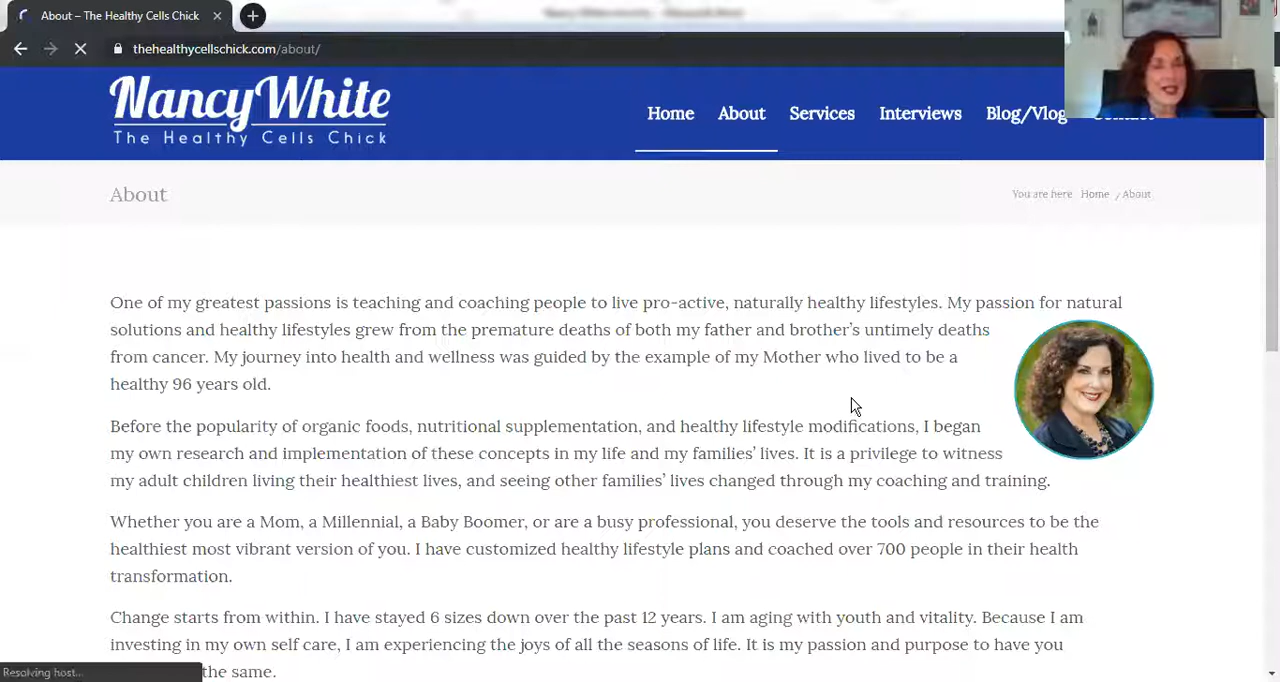 About – The Healthy Cells Chick
thehealthycellschick.com/about/
Nancy White
The Healthy Cells Chick
Home About Services Interviews Blog/Vlog
About
You are here Home / About
One of my greatest passions is teaching and coaching people to live pro-active, naturally healthy lifestyles. My passion for natural
solutions and healthy lifestyles grew from the premature deaths of both my father and brother's untimely deaths
from cancer. My journey into health and wellness was guided by the example of my Mother who lived to be a
healthy 96 years old.
Before the popularity of organic foods, nutritional supplementation, and healthy lifestyle modifications, I began
my own research and implementation of these concepts in my life and my families' lives. It is a privilege to witness
my adult children living their healthiest lives, and seeing other families' lives changed through my coaching and training.
Whether you are a Mom, a Millennial, a Baby Boomer, or are a busy professional, you deserve the tools and resources to be the
healthiest most vibrant version of you. I have customized healthy lifestyle plans and coached over 700 people in their health
transformation.
Change starts from within. I have stayed 6 sizes down over the past 12 years. I am aging with youth and vitality. Because I am
investing in my own self care, I am experiencing the joys of all the seasons of life. It is my passion and purpose to have you
the same.
Resolving host...